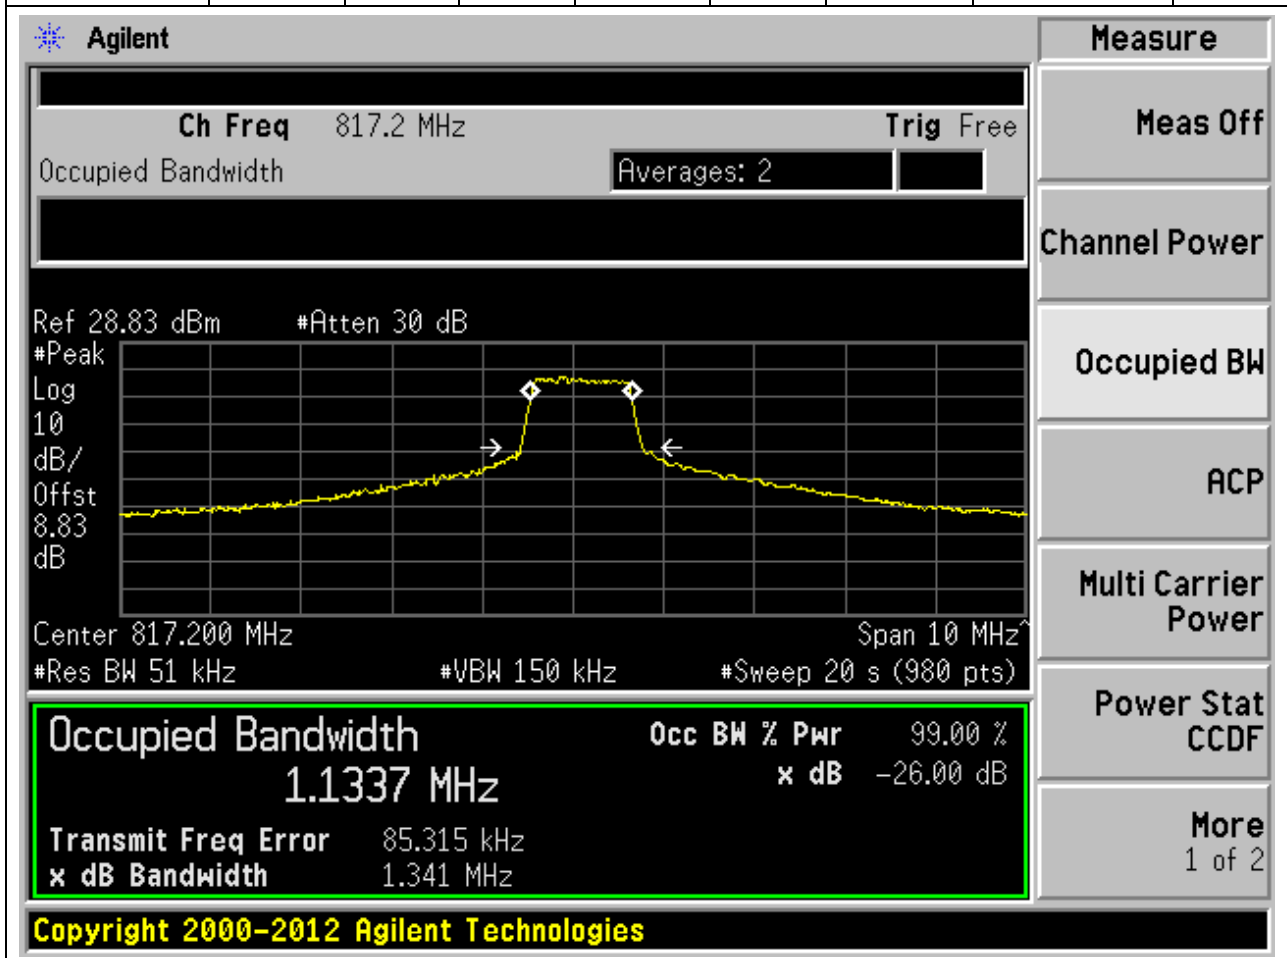 Agilent
Measure
Ch Freq 817.2 MHz Trig Free
Meas Off
Occupied Bandwidth Averages: 2
Channel Power
Ref 28.83 dBm #Atten 30 dB
#Peak
Log
10
dB/
Offst
8.83
dB
Occupied BW
ACP
Multi Carrier
Power
Center 817.200 MHz Span 10 MHz^
#Res BW 51 kHz #VBW 150 kHz #Sweep 20 s (980 pts)
Occupied Bandwidth Occ BW % Pwr 99.00 %
1.1337 MHz x dB -26.00 dB
Power Stat
CCDF
Transmit Freq Error 85.315 kHz
x dB Bandwidth 1.341 MHz
More
1 of 2
Copyright 2000-2012 Agilent Technologies